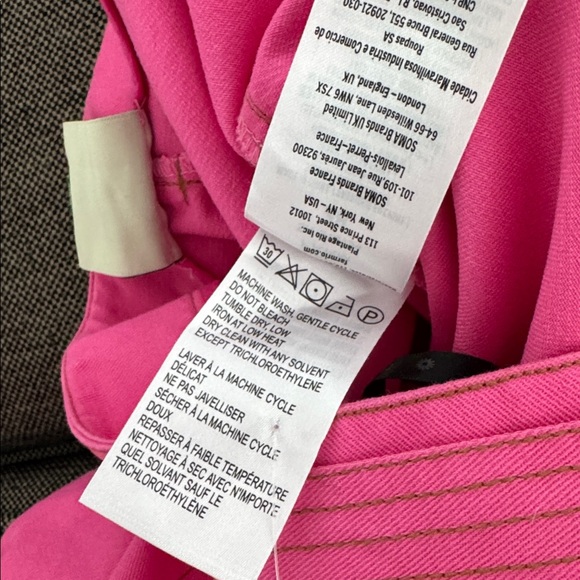 farmrio.com
Plantage Rio Inc.
113 Prince Street, 10012
New York, NY – USA
SOMA Brands France
101-109, Rue Jean Jaurès, 92300
Levallois-Perret-France
SOMA Brands UK Limited
64-66 Willesden Lane, NW6 7SX
London– England, UK.
Cidade Maravilhosa Industria e Comercio de
Roupas SA
Rua General Bruce 551, 20921-030
Sao Cristovao,
30 P
MACHINE WASH, GENTLE CYCLE
DO NOT BLEACH
TUMBLE DRY, LOW
IRON AT LOW HEAT
DRY CLEAN WITH ANY SOLVENT
EXCEPT TRICHLOROETHYLENE
LAVER À LA MACHINE CYCLE
DÉLICAT
NE PAS JAVELLISER
SÉCHER À LA MACHINE CYCLE
DOUX
REPASSER À FAIBLE TEMPÉRATURE
NETTOYAGE À SEC AVEC N'IMPORTE
QUEL SOLVANT SAUF LE
TRICHLOROÉTHYLÈNE